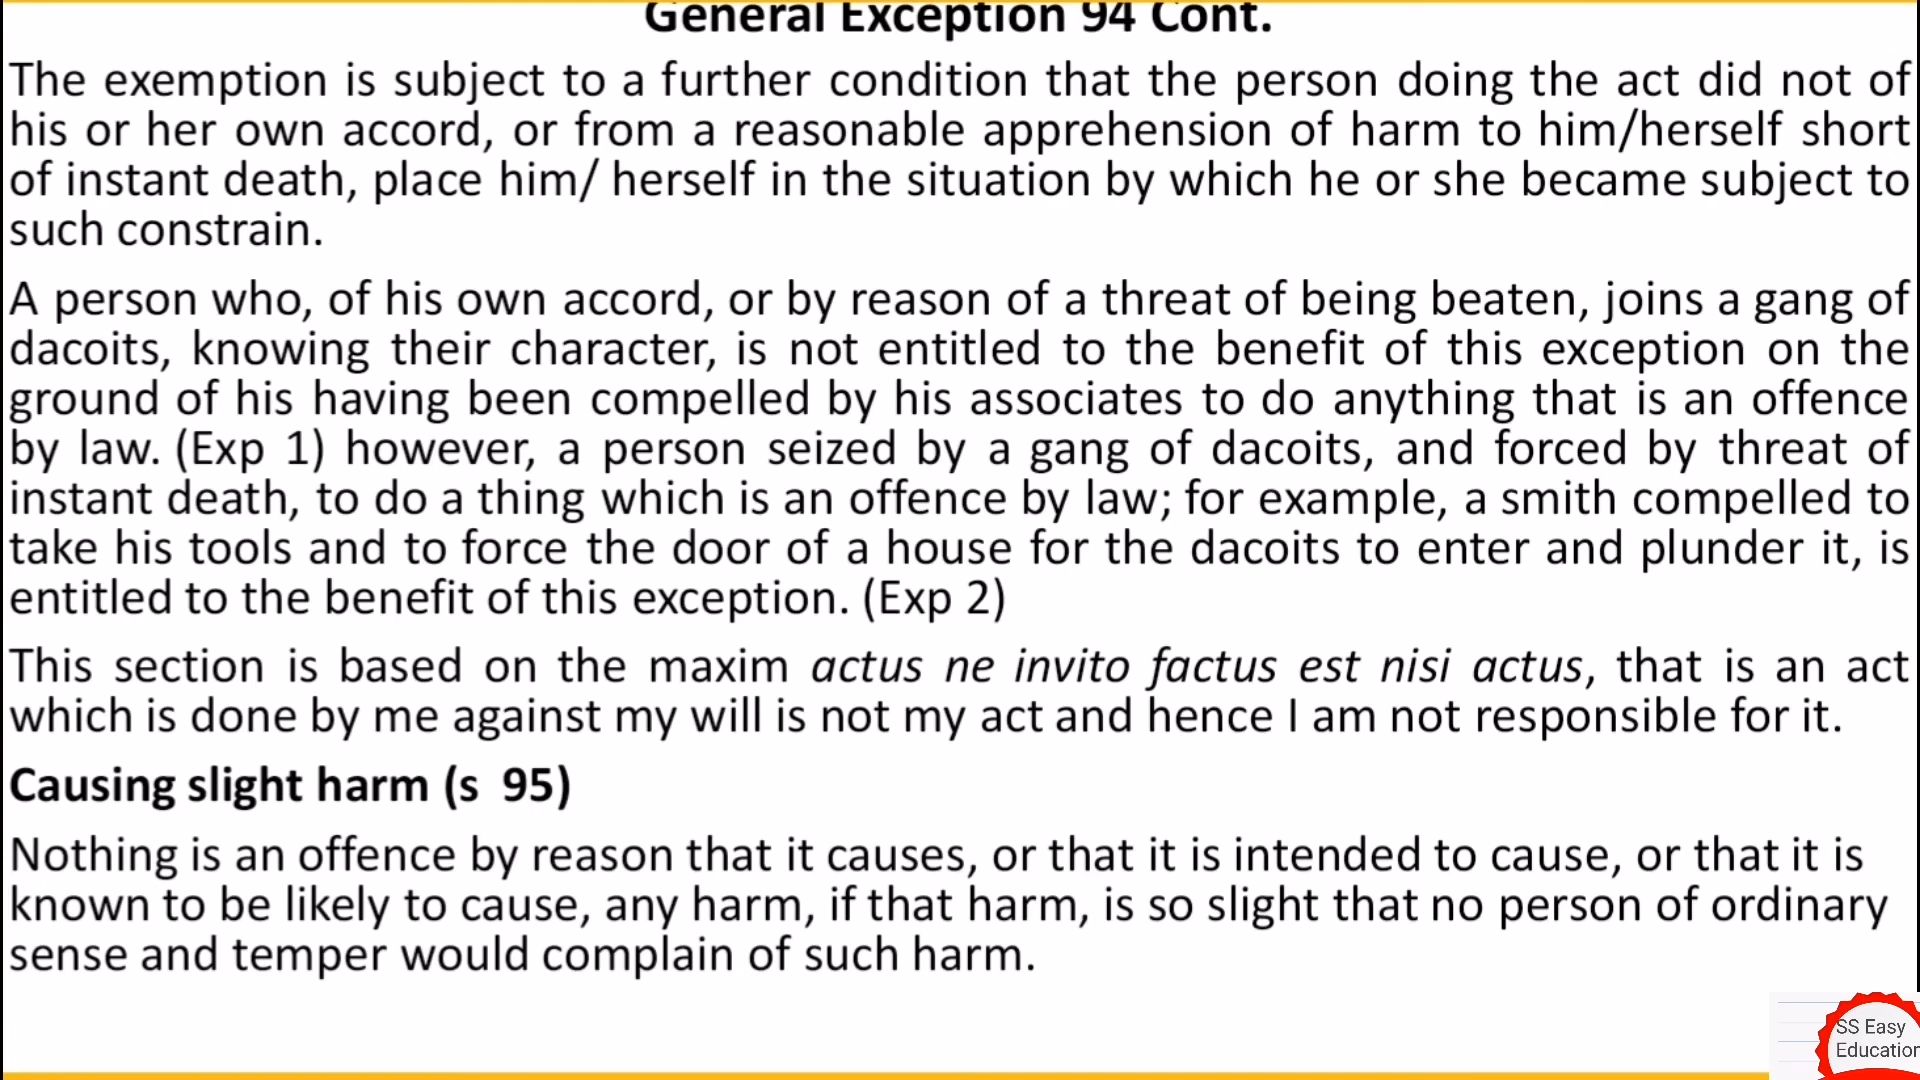 General Exception 94 Cont.
The exemption is subject to a further condition that the person doing the act did not of
his or her own accord, or from a reasonable apprehension of harm to him/herself short
of instant death, place him/ herself in the situation by which he or she became subject to
such constrain.
A person who, of his own accord, or by reason of a threat of being beaten, joins a gang of
dacoits, knowing their character, is not entitled to the benefit of this exception on the
ground of his having been compelled by his associates to do anything that is an offence
by law. (Exp 1) however, a person seized by a gang of dacoits, and forced by threat of
instant death, to do a thing which is an offence by law; for example, a smith compelled to
take his tools and to force the door of a house for the dacoits to enter and plunder it, is
entitled to the benefit of this exception. (Exp 2)
This section is based on the maxim actus ne invito factus est nisi actus, that is an act
which is done by me against my will is not my act and hence I am not responsible for it.
Causing slight harm (s 95)
Nothing is an offence by reason that it causes, or that it is intended to cause, or that it is
known to be likely to cause, any harm, if that harm, is so slight that no person of ordinary
sense and temper would complain of such harm.
SS Easy
Education